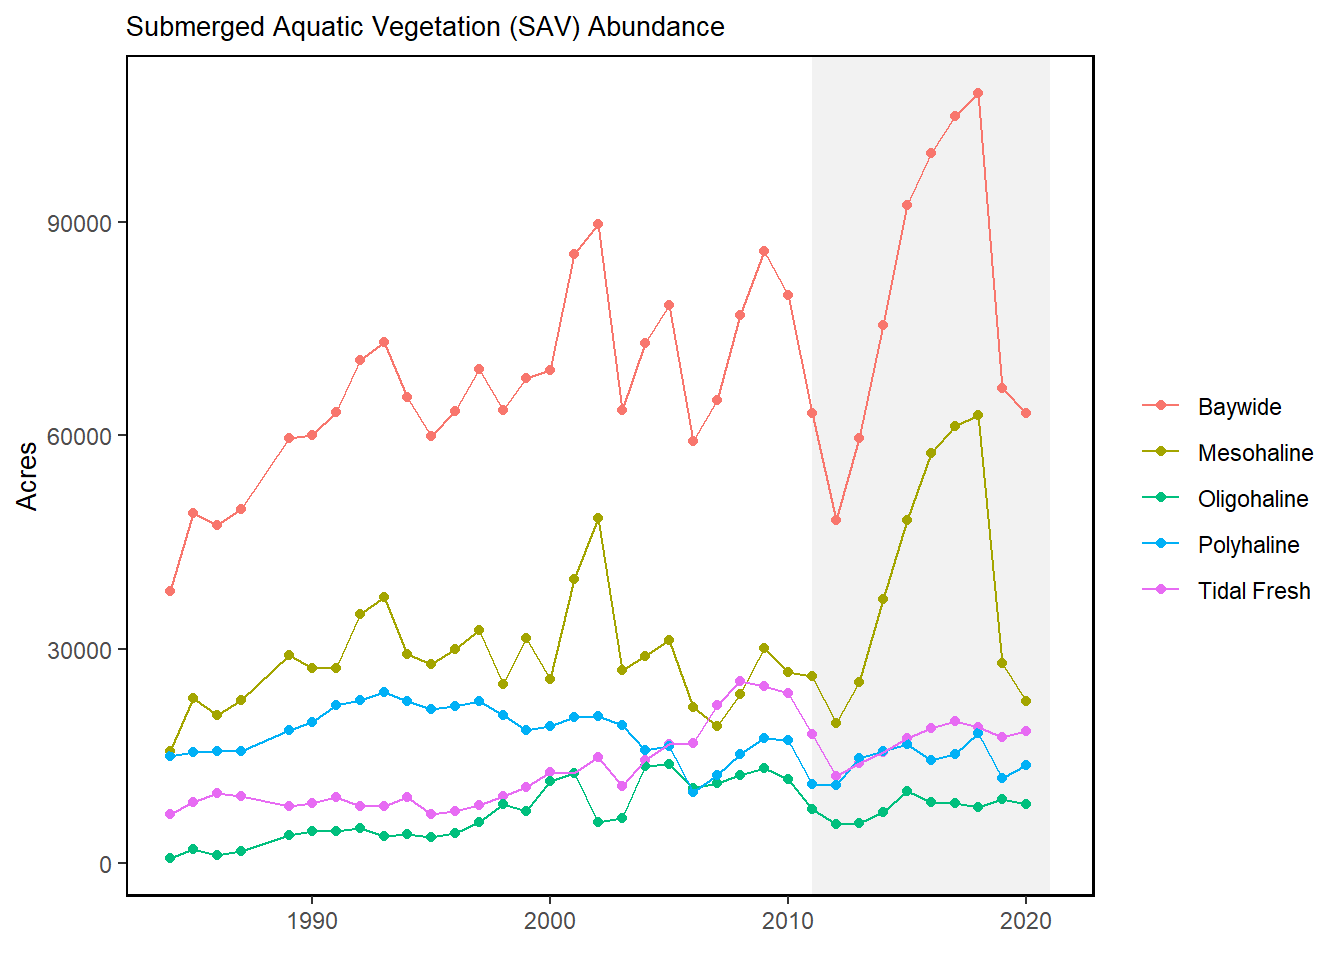 Submerged Aquatic Vegetation (SAV) Abundance
90000
60000
30000
0
Acres
1990
2000
2010
2020
Baywide
Mesohaline
Oligohaline
Polyhaline
Tidal Fresh